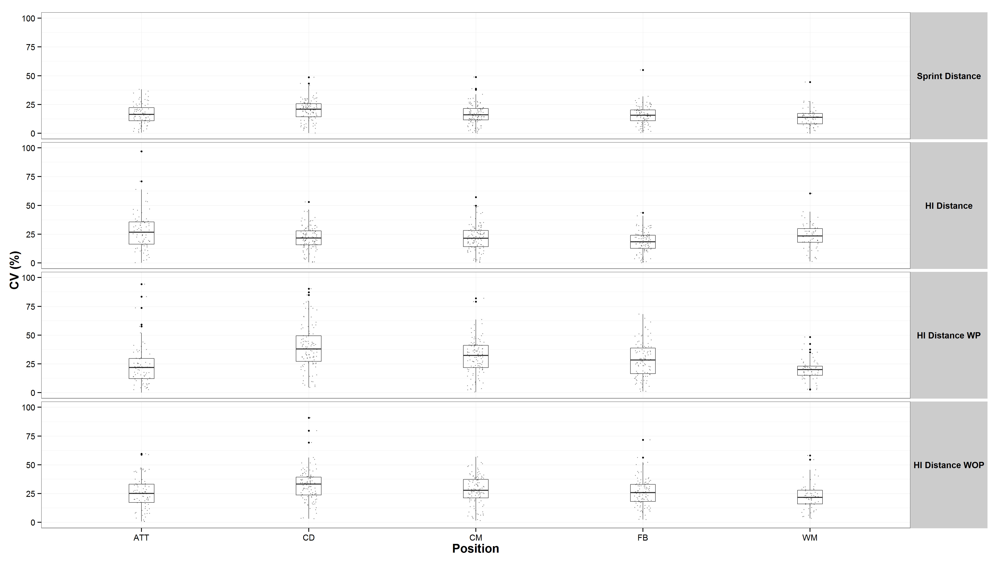 CV (%)
100
75
50
25
0
Sprint Distance
100
75
50
25
0
HI Distance
100
75
50
25
0
HI Distance WP
100
75
50
25
0
HI Distance WOP
ATT CD CM FB WM
Position